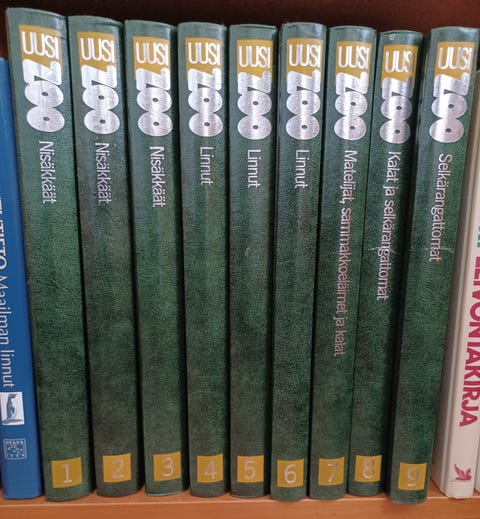 TIETO Maailman linnut
OTAVA
UUSI
ZOO
Nisäkkäät
1
UUSI
ZOO
Nisäkkäät
2
UUSI
ZOO
Nisäkkäät
3
UUSI
ZOO
Linnut
4
UUSI
ZOO
Linnut
5
UUSI
ZOO
Linnut
6
UUSI
ZOO
Matelijat, sammakkoeläimet ja kalat
7
UUSI
ZOO
Kalat ja selkärangattomat
8
UUSI
ZOO
Selkärangattomat
9
LEIVONTAKIRJA